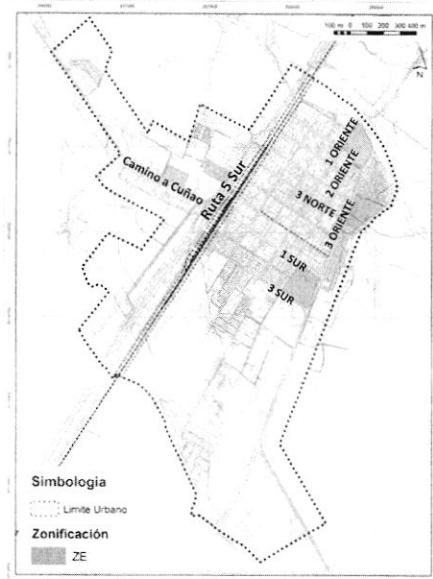 100 m 0 100 200 300 400 m
N
1 ORIENTE
2 ORIENTE
Camino a Cuñao
Ruta 5 Sur
3 NORTE
3 ORIENTE
1 SUR
3 SUR
Simbologia
Limite Urbano
Zonificación
ZE